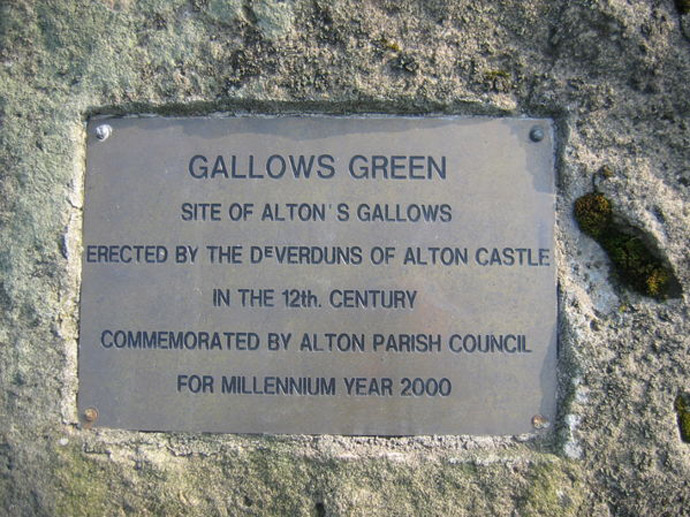 GALLOWS GREEN
SITE OF ALTON'S GALLOWS
ERECTED BY THE DEVERDUNS OF ALTON CASTLE
IN THE 12th. CENTURY
COMMEMORATED BY ALTON PARISH COUNCIL
FOR MILLENNIUM YEAR 2000